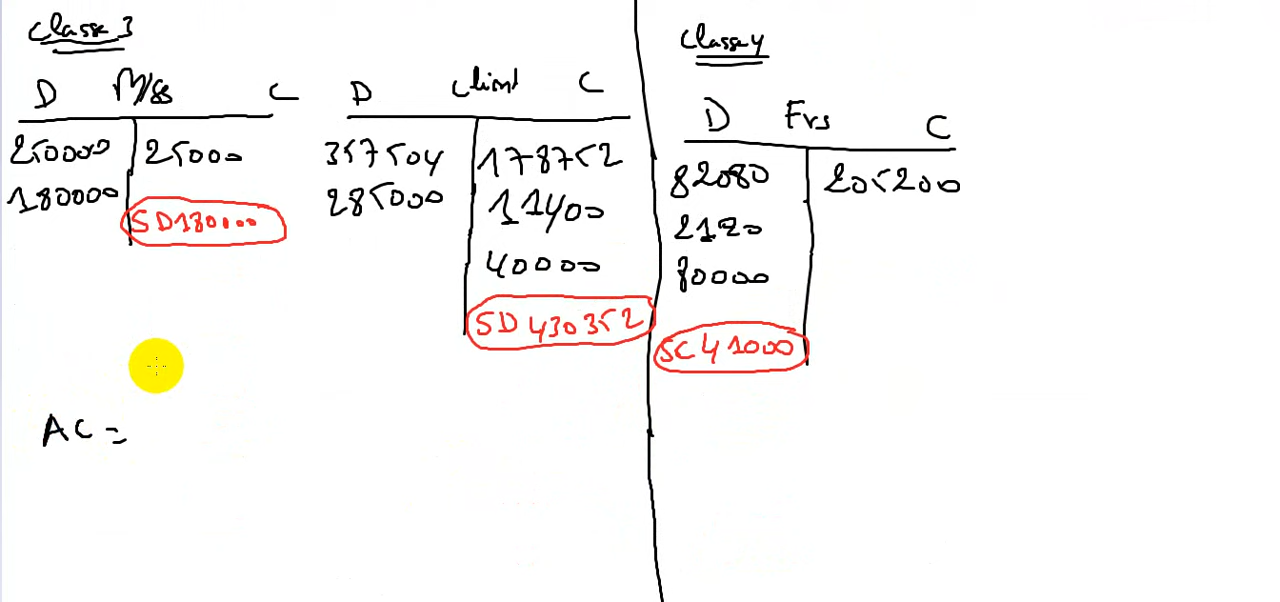 Classe 3
D M/ses C
250000 25000
180000 SD 180000
D Client C
357504 178752
285000 11400
40000
SD 430352
Classe 4
D Frs C
82080 205200
2120
80000
SC 41000
AC =